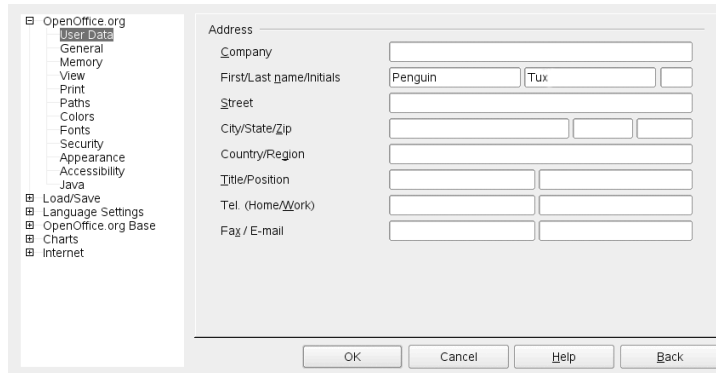 OpenOffice.org
User Data
General
Memory
View
Print
Paths
Colors
Fonts
Security
Appearance
Accessibility
Java
Load/Save
Language Settings
OpenOffice.org Base
Charts
Internet
Address
Company
First/Last name/Initials Penguin Tux
Street
City/State/Zip
Country/Region
Title/Position
Tel. (Home/Work)
Fax / E-mail
OK Cancel Help Back